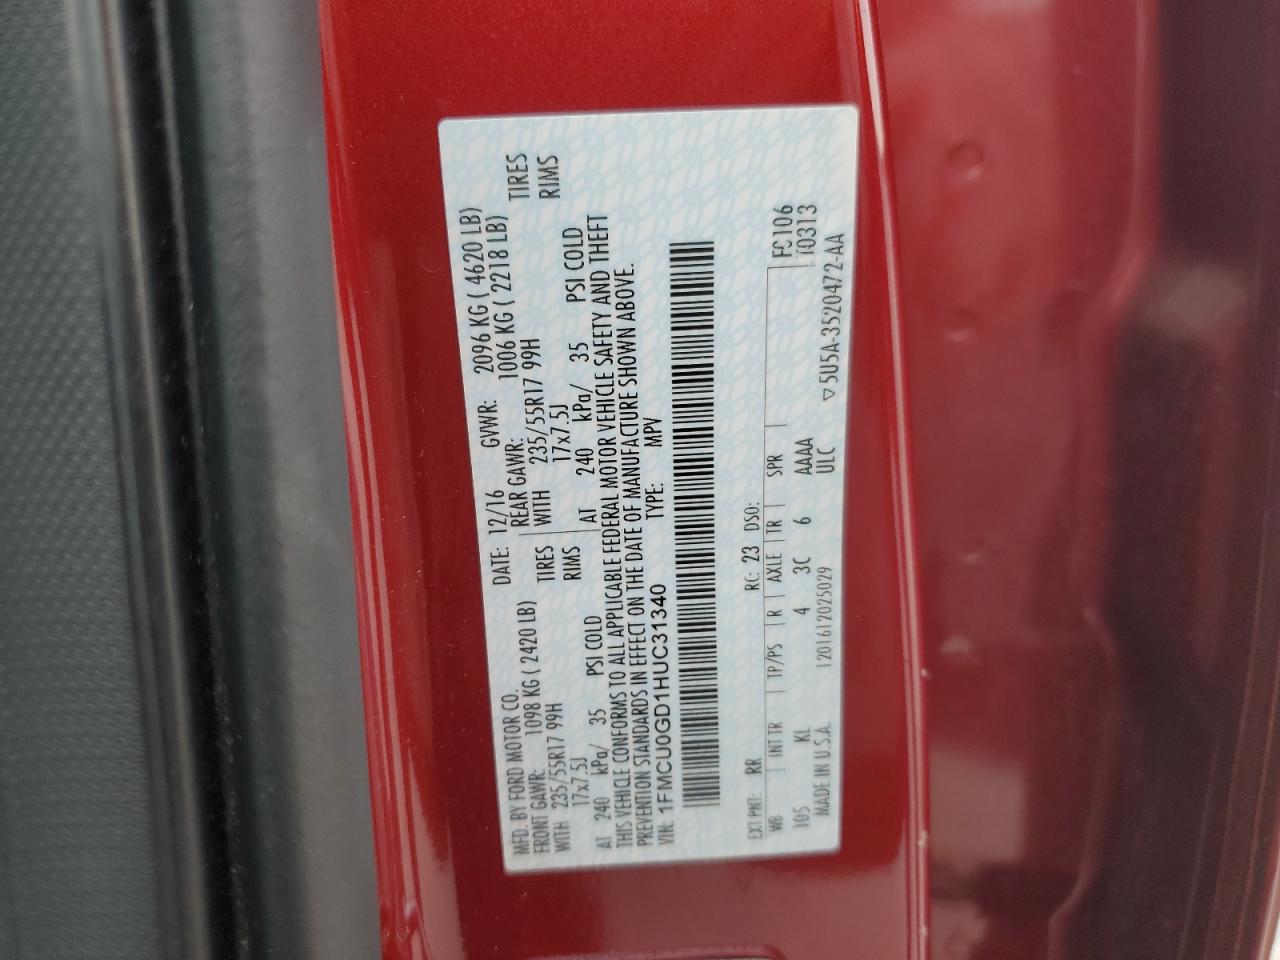 MFD. BY FORD MOTOR CO. DATE: 12/16 GVWR: 2096 KG ( 4620 LB)
FRONT GAWR: 1098 KG ( 2420 LB) REAR GAWR: 1006 KG ( 2218 LB)
WITH 235/55R17 99H TIRES WITH 235/55R17 99H TIRES
17x7.5J RIMS 17x7.5J RIMS
AT 240 kPa/ 35 PSI COLD AT 240 kPa/ 35 PSI COLD
THIS VEHICLE CONFORMS TO ALL APPLICABLE FEDERAL MOTOR VEHICLE SAFETY AND THEFT
PREVENTION STANDARDS IN EFFECT ON THE DATE OF MANUFACTURE SHOWN ABOVE.
VIN: 1FMCU0GD1HUC31340 TYPE: MPV
EXT PNT: RR RC: 23 DSO:
WB INT TR TP/PS R AXLE TR SPR FC106
105 KL 4 3C 6 AAAA T0313
MADE IN U.S.A. 1201612025029 ULC
▽5U5A-3520472-AA